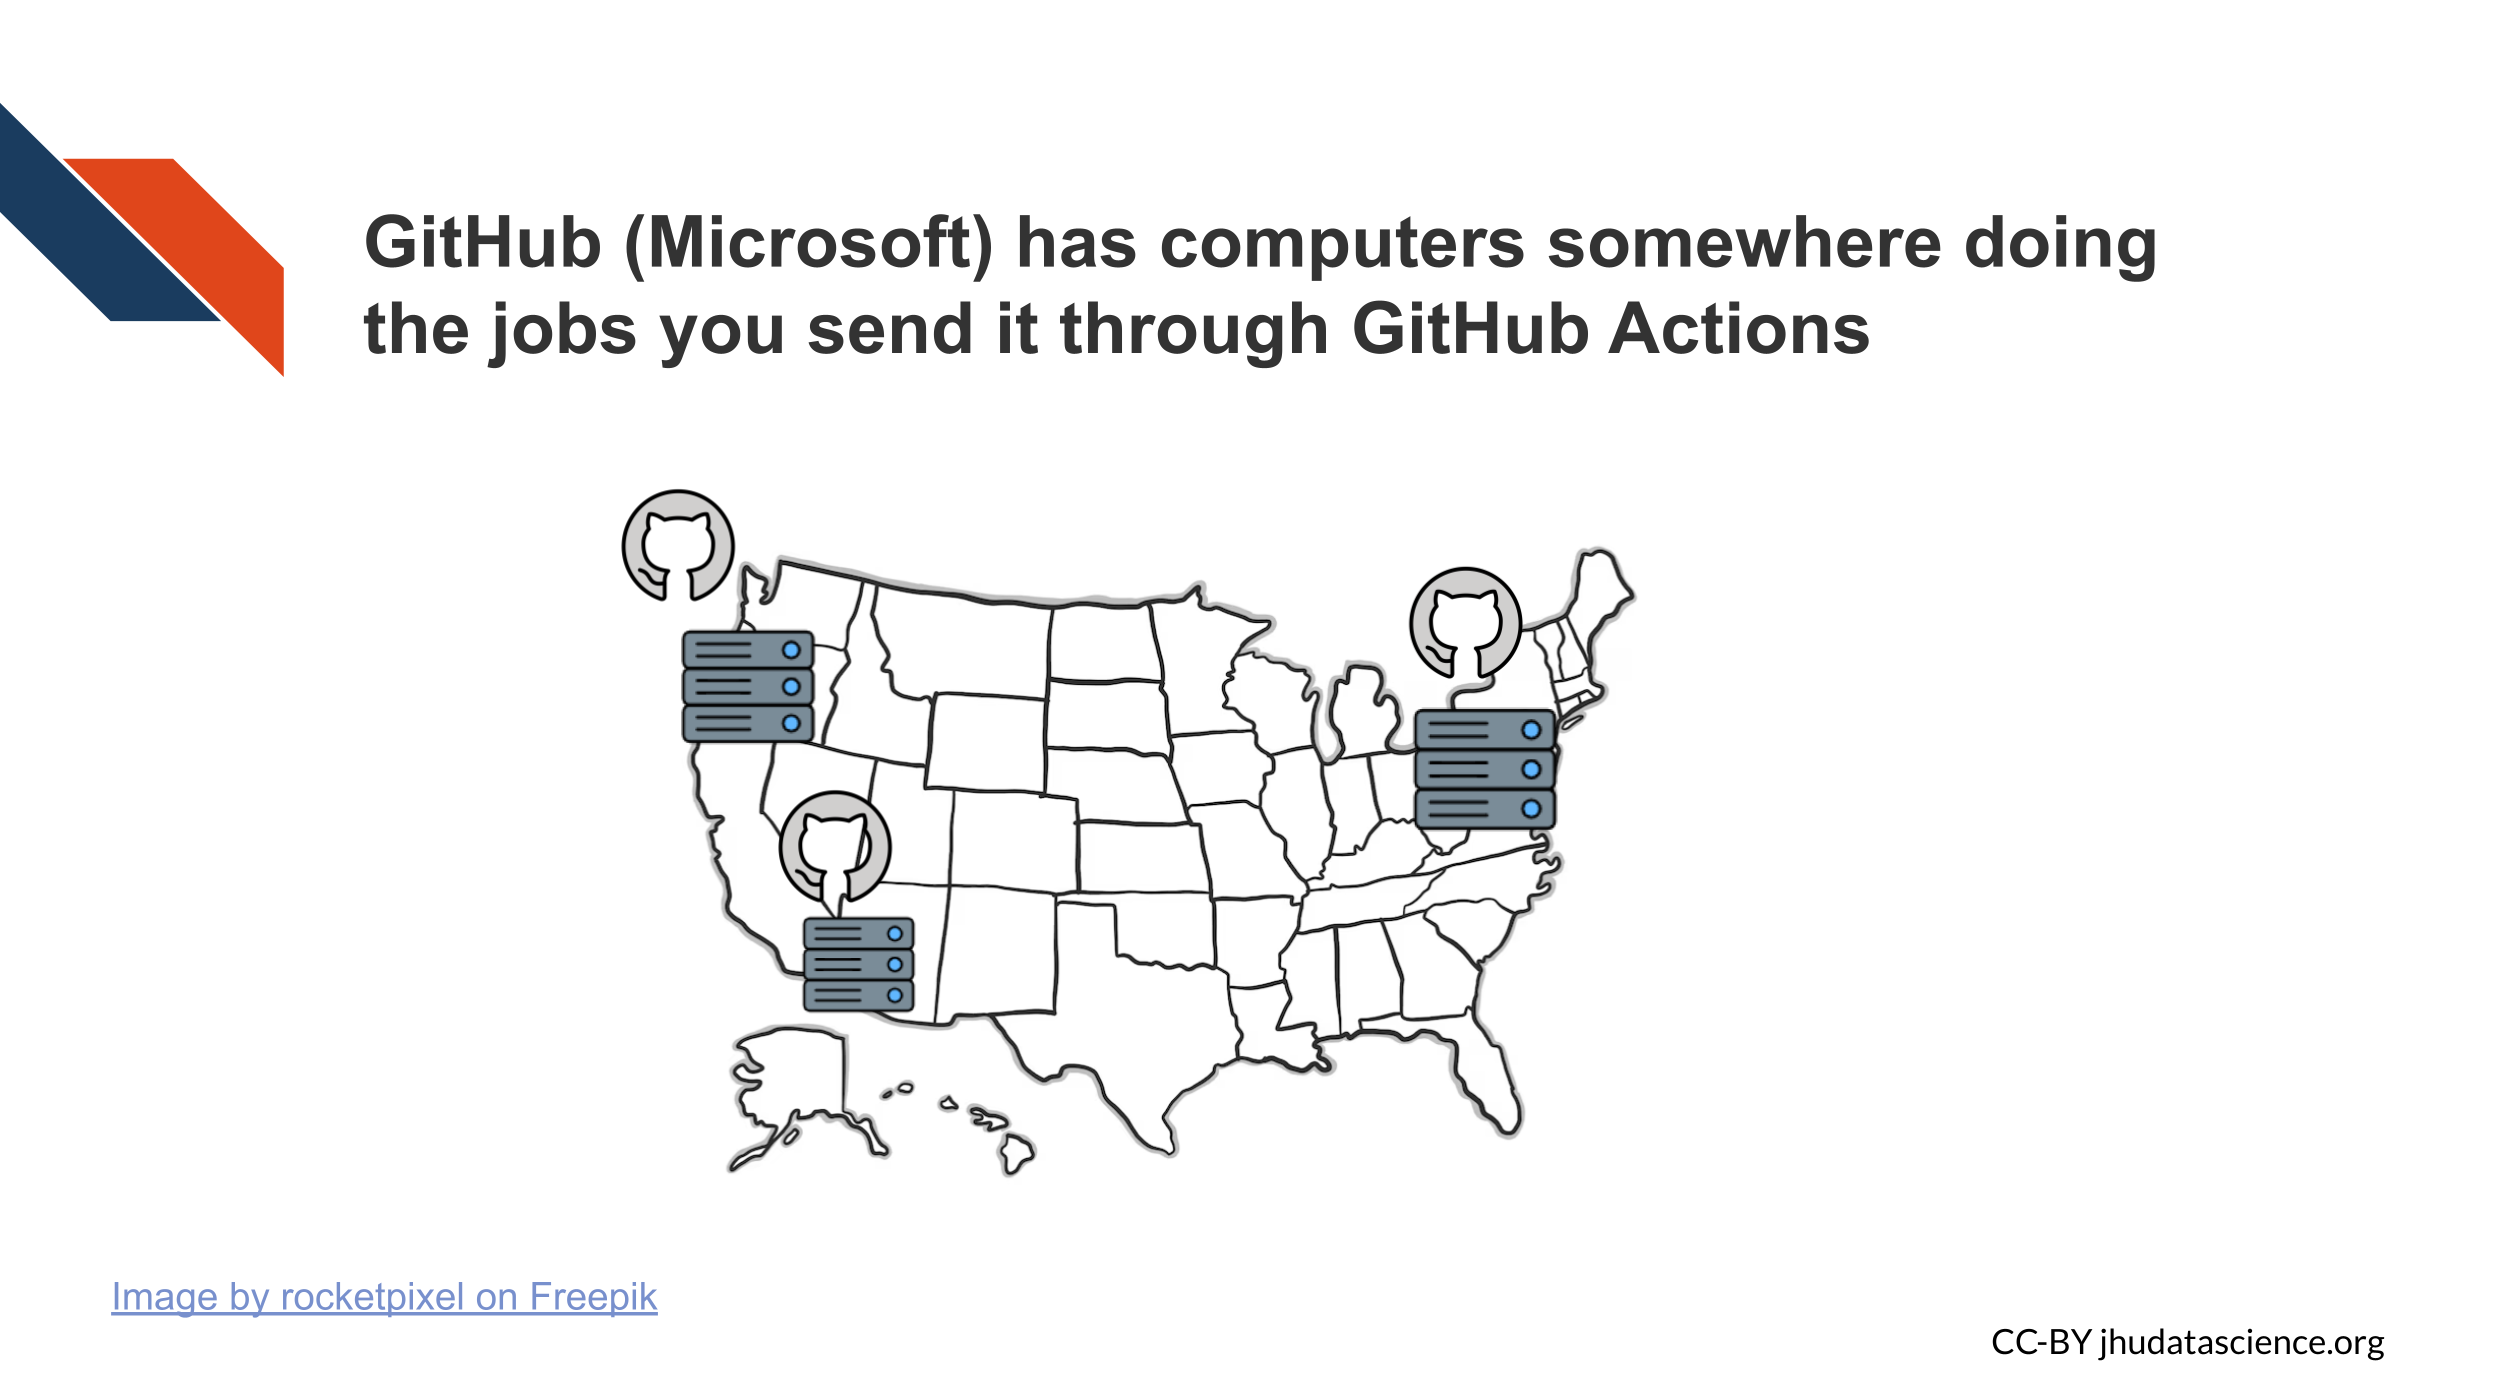 GitHub (Microsoft) has computers somewhere doing
the jobs you send it through GitHub Actions
Image by rocketpixel on Freepik
CC-BY jhudatascience.org